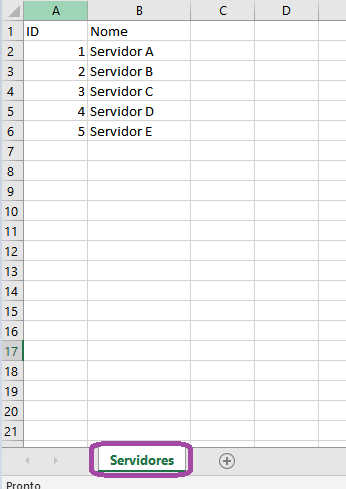 A B C D
1 ID Nome
2 1 Servidor A
3 2 Servidor B
4 3 Servidor C
5 4 Servidor D
6 5 Servidor E
7
8
9
10
11
12
13
14
15
16
17
18
19
20
21
Servidores
Pronto